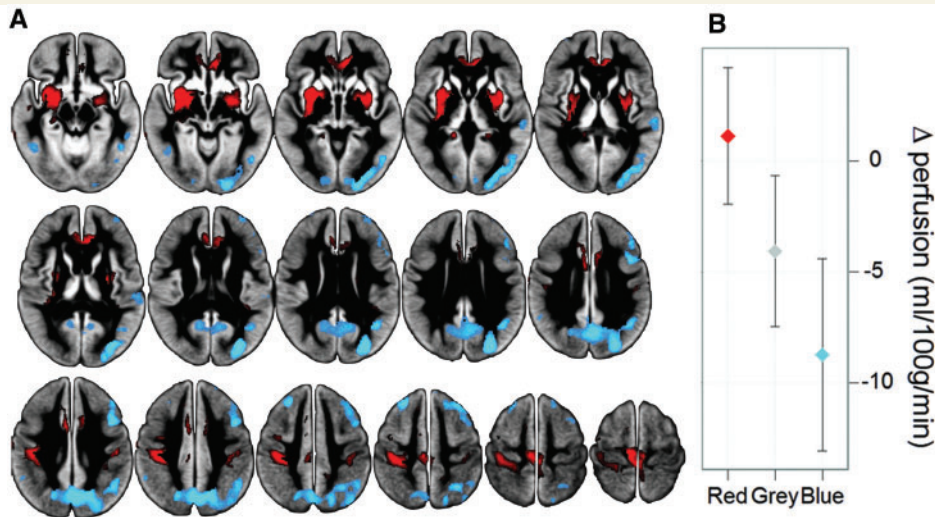 A
B
0
-5
-10
Δ perfusion (ml/100g/min)
Red Grey Blue